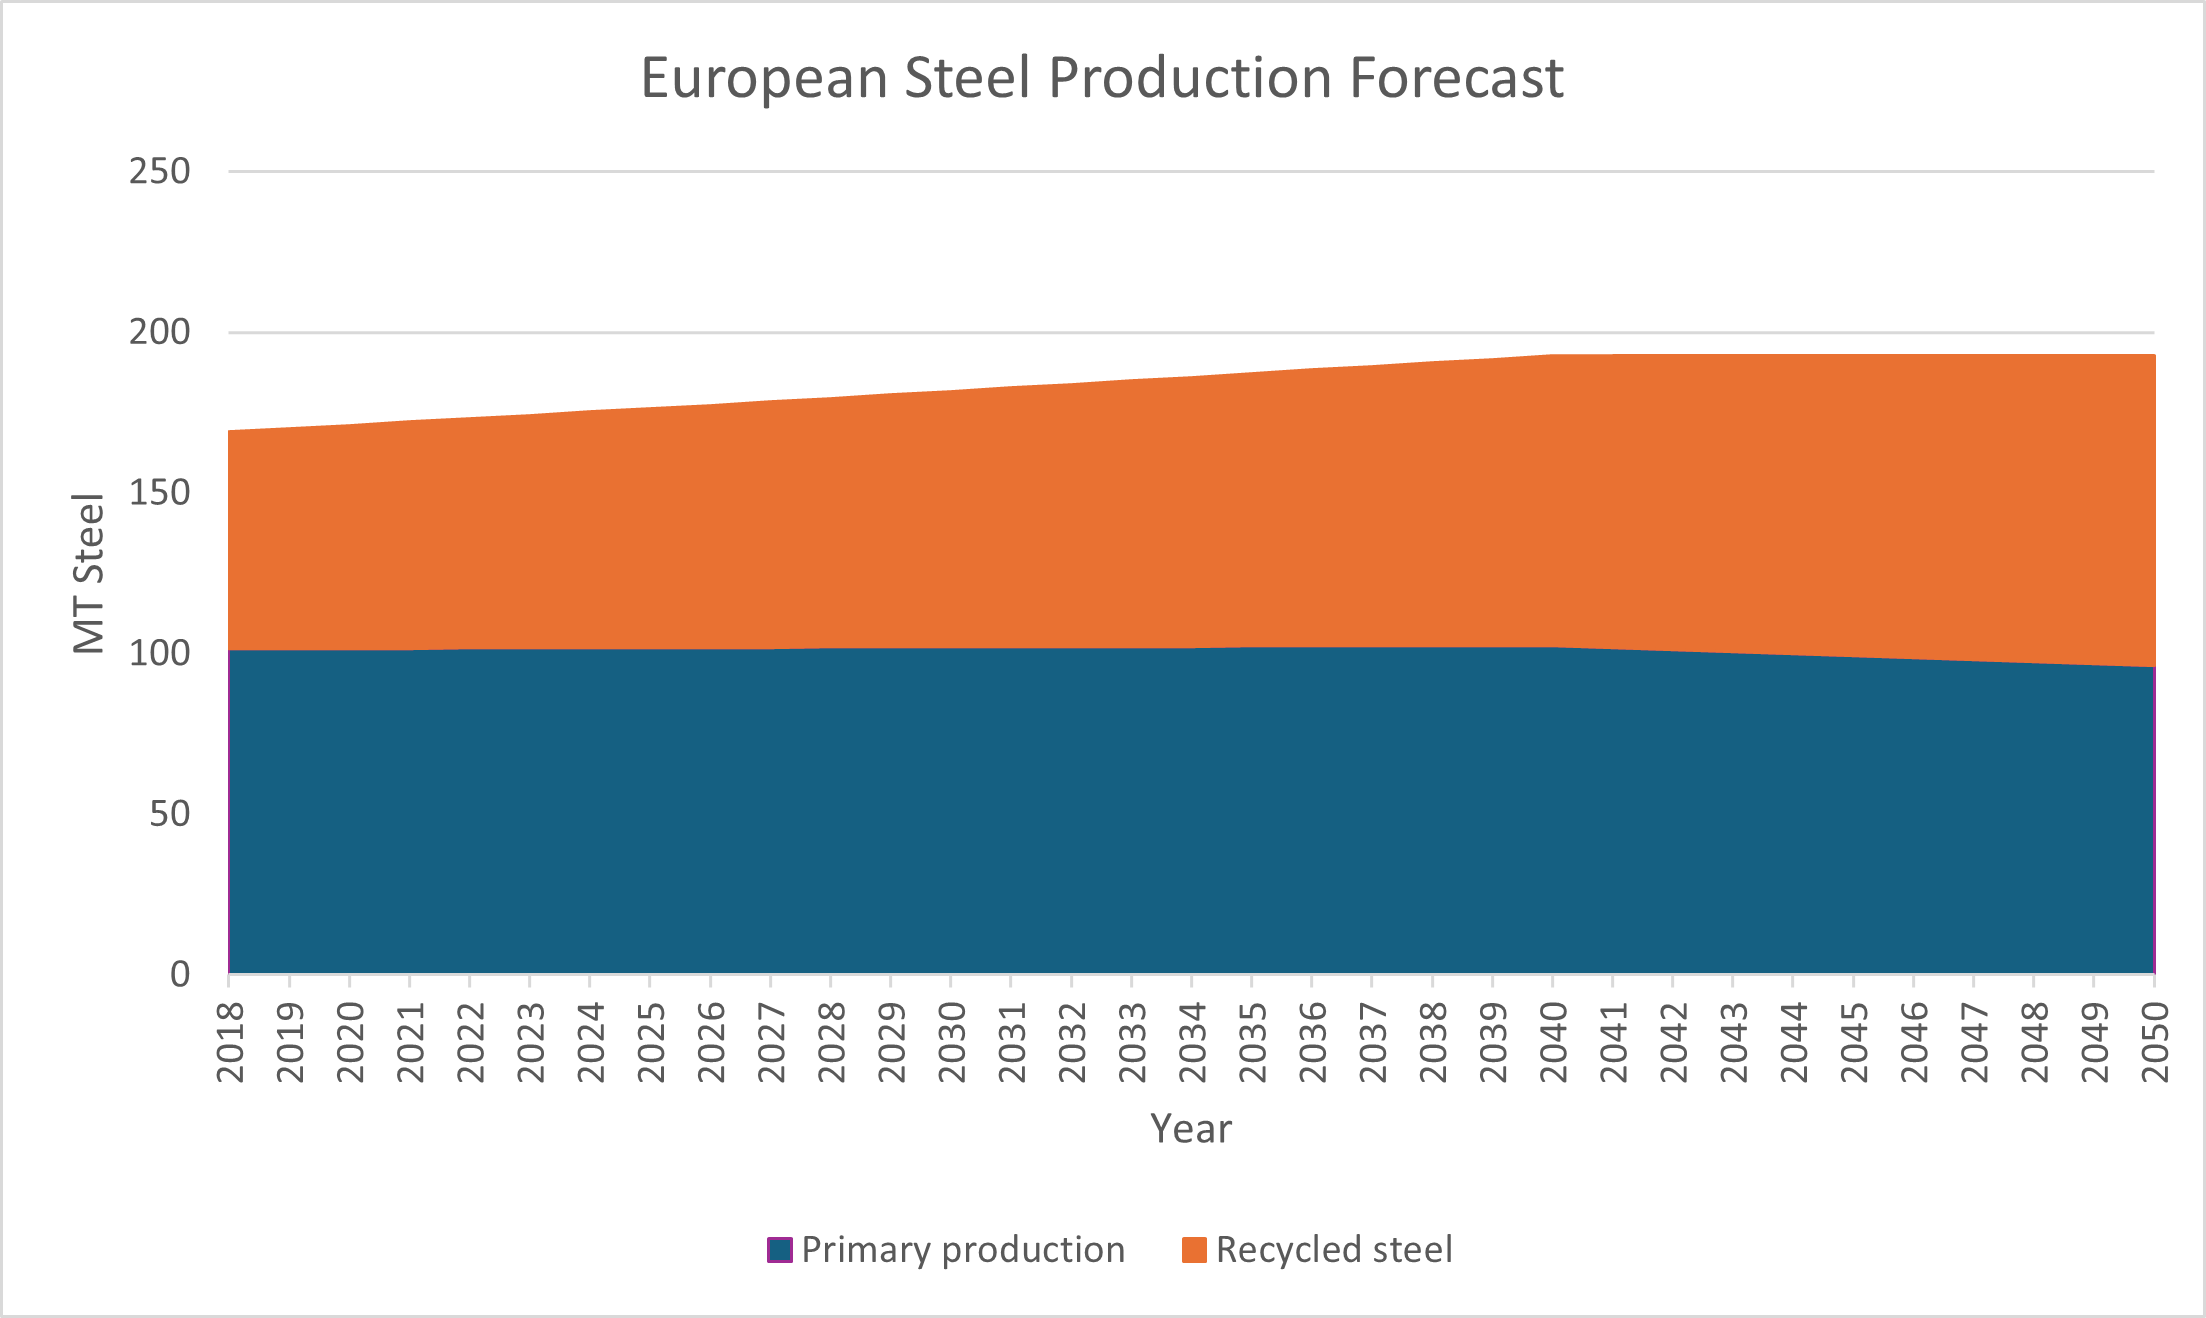 European Steel Production Forecast
250
200
150
100
50
0
MT Steel
2018 2019 2020 2021 2022 2023 2024 2025 2026 2027 2028 2029 2030 2031 2032 2033 2034 2035 2036 2037 2038 2039 2040 2041 2042 2043 2044 2045 2046 2047 2048 2049 2050
Year
Primary production Recycled steel